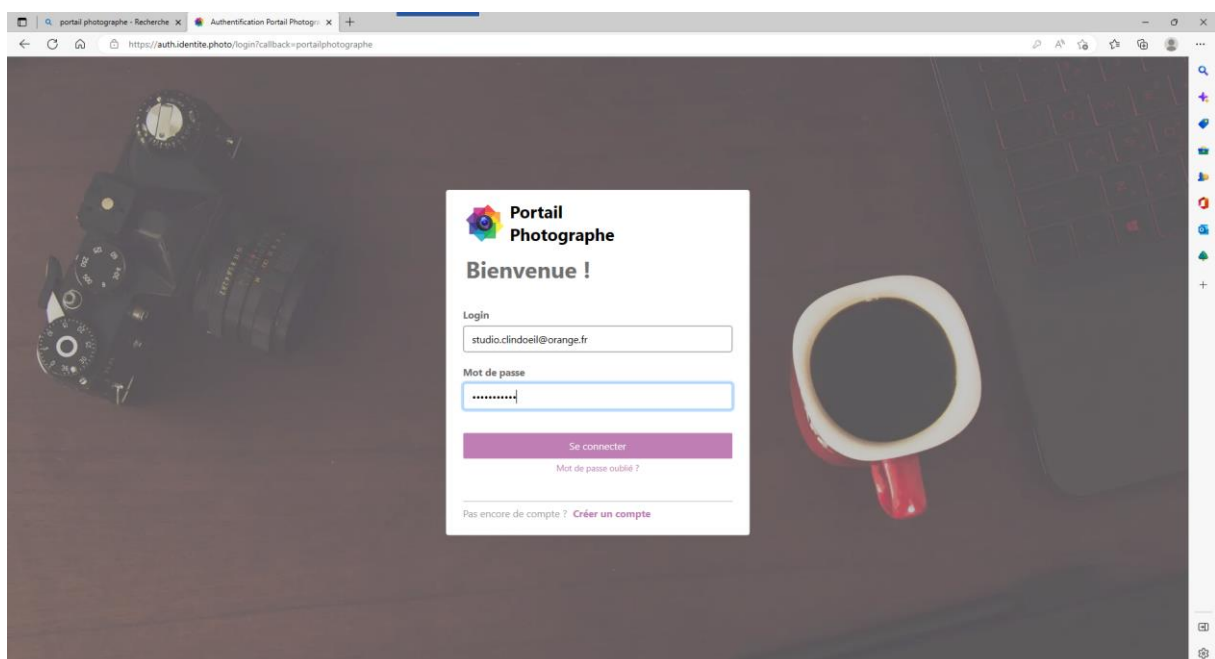 portail photographe - Recherche
Authentification Portail Photogr
https://auth.identite.photo/login?callback=portailphotographe
Portail
Photographe
Bienvenue !
Login
studio.clindoeil@orange.fr
Mot de passe
•••••••••••
Se connecter
Mot de passe oublié ?
Pas encore de compte ? Créer un compte